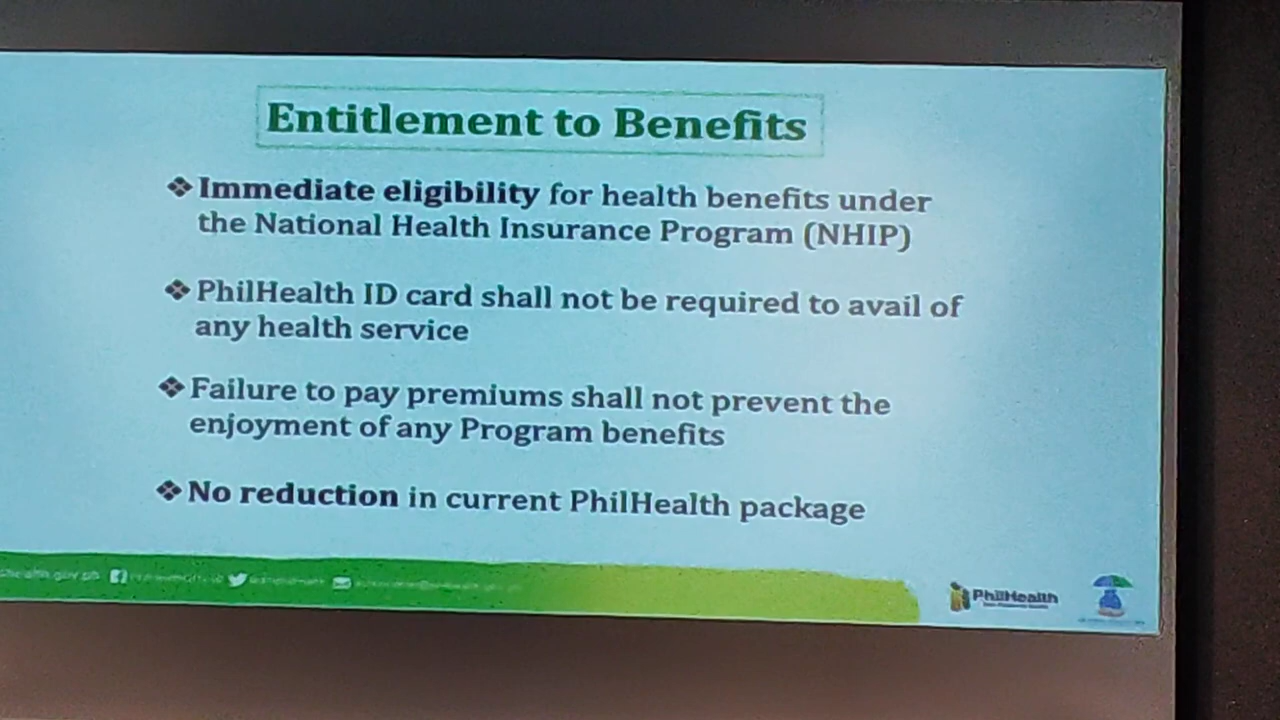 Entitlement to Benefits
❖Immediate eligibility for health benefits under
the National Health Insurance Program (NHIP)
❖PhilHealth ID card shall not be required to avail of
any health service
❖Failure to pay premiums shall not prevent the
enjoyment of any Program benefits
❖No reduction in current PhilHealth package
PhilHealth